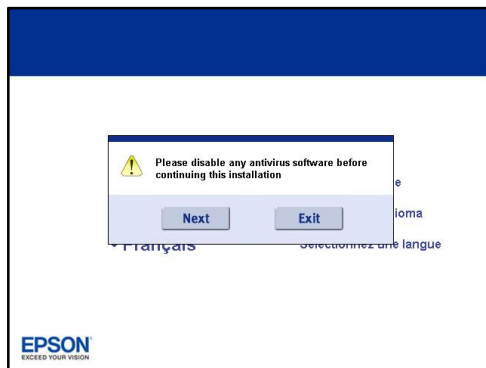 Please disable any antivirus software before
continuing this installation
Next
Exit
Français
Sélectionnez une langue
EPSON
EXCEED YOUR VISION